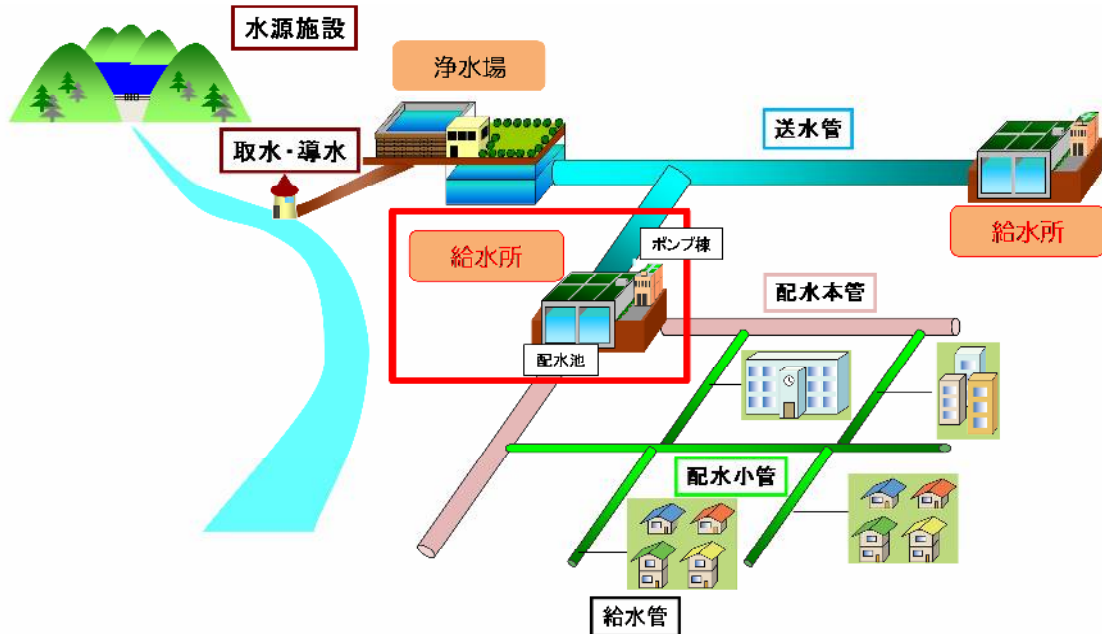 水源施設
浄水場
取水・導水
送水管
給水所
給水所
ポンプ棟
配水本管
配水池
配水小管
給水管